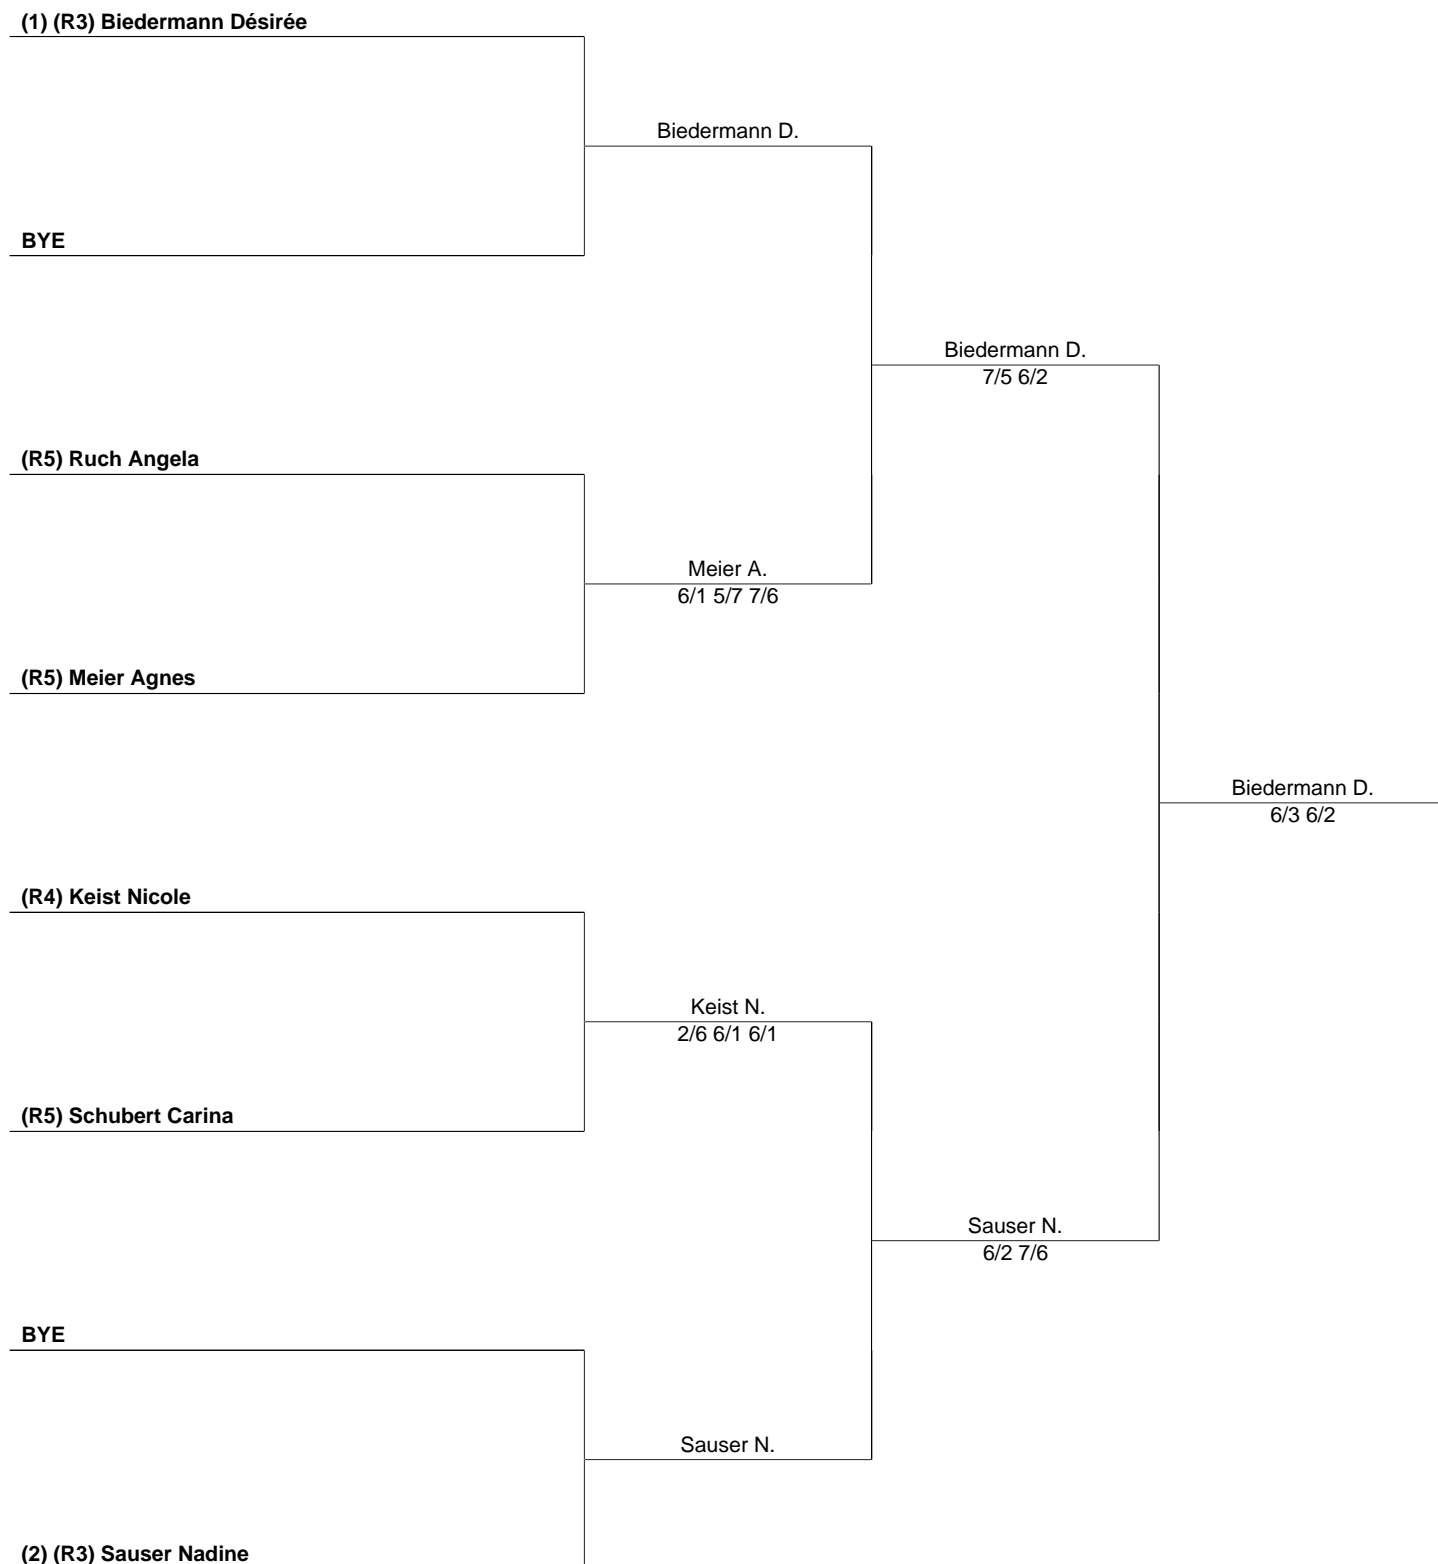 (1) (R3) Biedermann Désirée
Biedermann D.
BYE
Biedermann D.
7/5 6/2
(R5) Ruch Angela
Meier A.
6/1 5/7 7/6
(R5) Meier Agnes
Biedermann D.
6/3 6/2
(R4) Keist Nicole
Keist N.
2/6 6/1 6/1
(R5) Schubert Carina
Sauser N.
6/2 7/6
BYE
Sauser N.
(2) (R3) Sauser Nadine